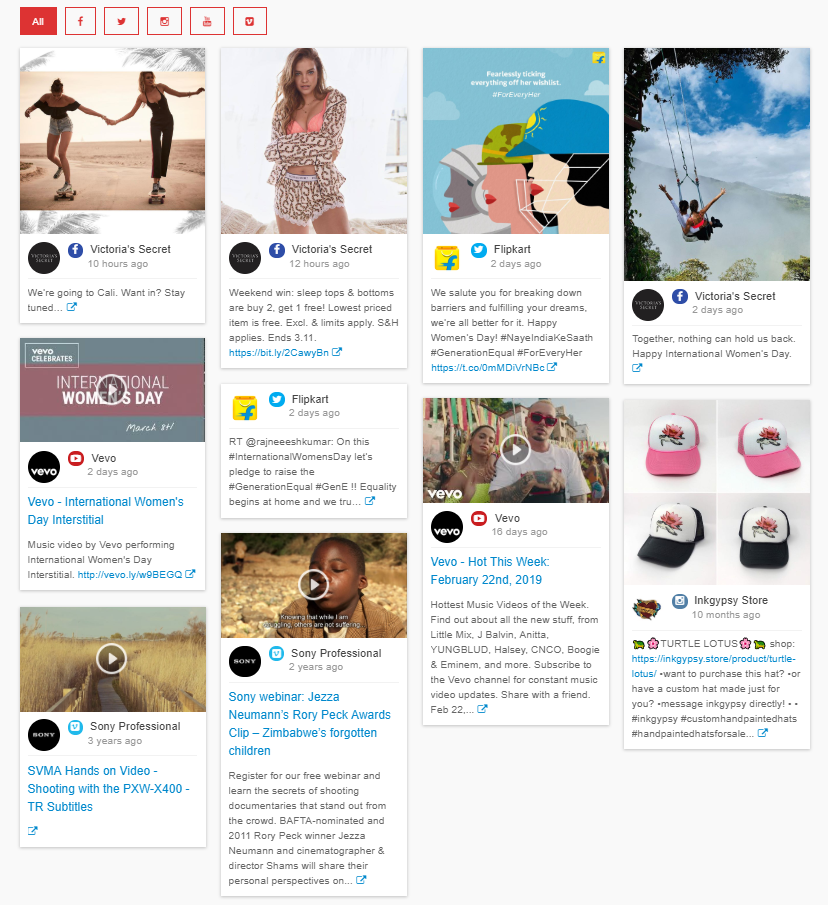 All
Victoria's Secret
10 hours ago
We're going to Cali. Want in? Stay
tuned...
VEVO
CELEBRATES
INTERNATIONAL
WOMEN'S DAY
March 8th
vevo
Vevo
2 days ago
Vevo - International Women's
Day Interstitial
Music video by Vevo performing
International Women's Day
Interstitial. http://vevo.ly/w9BEGQ
SONY
Sony Professional
3 years ago
SVMA Hands on Video -
Shooting with the PXW-X400 -
TR Subtitles
Victoria's Secret
12 hours ago
Weekend win: sleep tops & bottoms
are buy 2, get 1 free! Lowest priced
item is free. Excl. & limits apply. S&H
applies. Ends 3.11.
https://bit.ly/2CawyBn
Flipkart
2 days ago
RT @rajneeeshkumar: On this
#InternationalWomensDay let's
pledge to raise the
#GenerationEqual #GenE !! Equality
begins at home and we tru...
Knowing that while I am
struggling, others are not suffering...
SONY
Sony Professional
2 years ago
Sony webinar: Jezza
Neumann's Rory Peck Awards
Clip – Zimbabwe's forgotten
children
Register for our free webinar and
learn the secrets of shooting
documentaries that stand out from
the crowd. BAFTA-nominated and
2011 Rory Peck winner Jezza
Neumann and cinematographer &
director Shams will share their
personal perspectives on...
Fearlessly ticking
everything off her wishlist.
#ForEveryHer
Flipkart
2 days ago
We salute you for breaking down
barriers and fulfilling your dreams,
we're all better for it. Happy
Women's Day! #NayeIndiaKeSaath
#GenerationEqual #ForEveryHer
https://t.co/0mMDiVrNBc
vevo
vevo
Vevo
16 days ago
Vevo - Hot This Week:
February 22nd, 2019
Hottest Music Videos of the Week.
Find out about all the new stuff, from
Little Mix, J Balvin, Anitta,
YUNGBLUD, Halsey, CNCO, Boogie
& Eminem, and more. Subscribe to
the Vevo channel for constant music
video updates. Share with a friend.
Feb 22,...
Victoria's Secret
2 days ago
Together, nothing can hold us back.
Happy International Women's Day.
Inkgypsy Store
10 months ago
🐢🌸TURTLE LOTUS🌸🐢 shop:
https://inkgypsy.store/product/turtle-
lotus/ •want to purchase this hat? •or
have a custom hat made just for
you? •message inkgypsy directly! • •
#inkgypsy #customhandpaintedhats
#handpaintedhatsforsale...